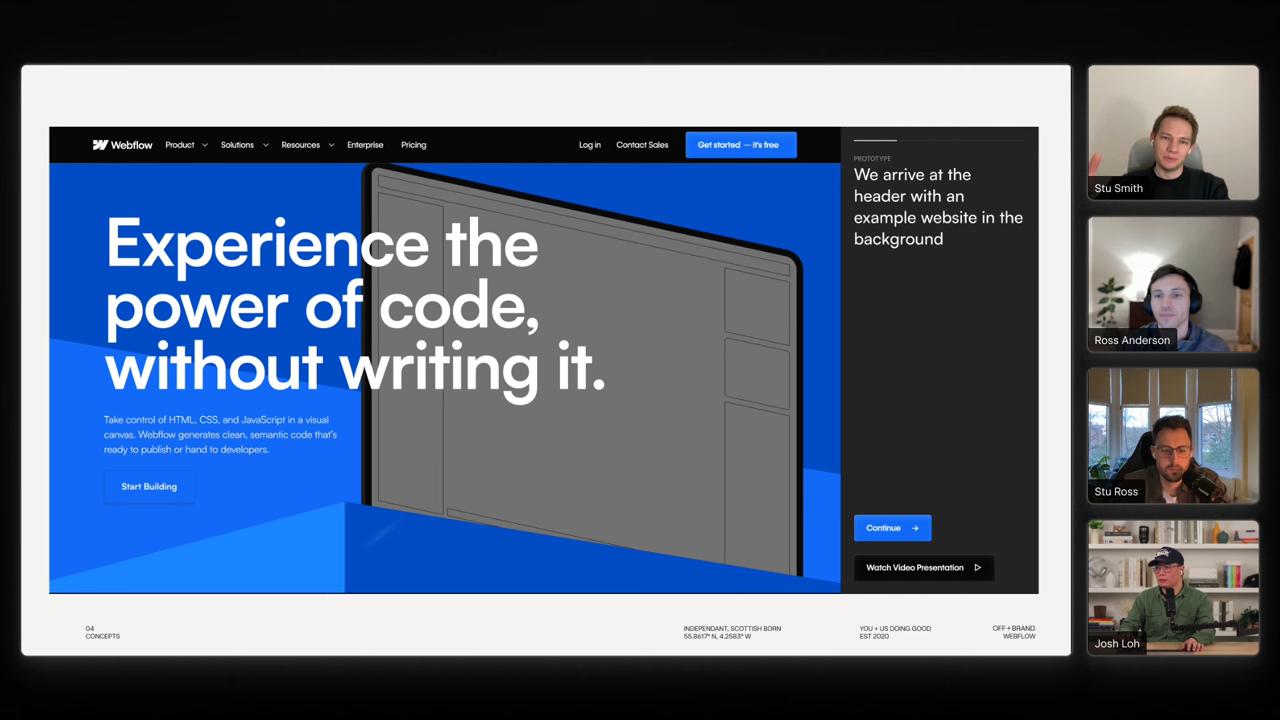 Webflow
Product
Solutions
Resources
Enterprise
Pricing
Log in
Contact Sales
Get started — it's free
Experience the
power of code,
without writing it.
Take control of HTML, CSS, and JavaScript in a visual
canvas. Webflow generates clean, semantic code that's
ready to publish or hand to developers.
Start Building
PROTOTYPE
We arrive at the
header with an
example website in the
background
Continue
Watch Video Presentation
04
CONCEPTS
INDEPENDANT, SCOTTISH BORN
55.8617° N, 4.2583° W
YOU + US DOING GOOD
EST 2020
OFF+BRAND.
WEBFLOW
Stu Smith
Ross Anderson
Stu Ross
Josh Loh